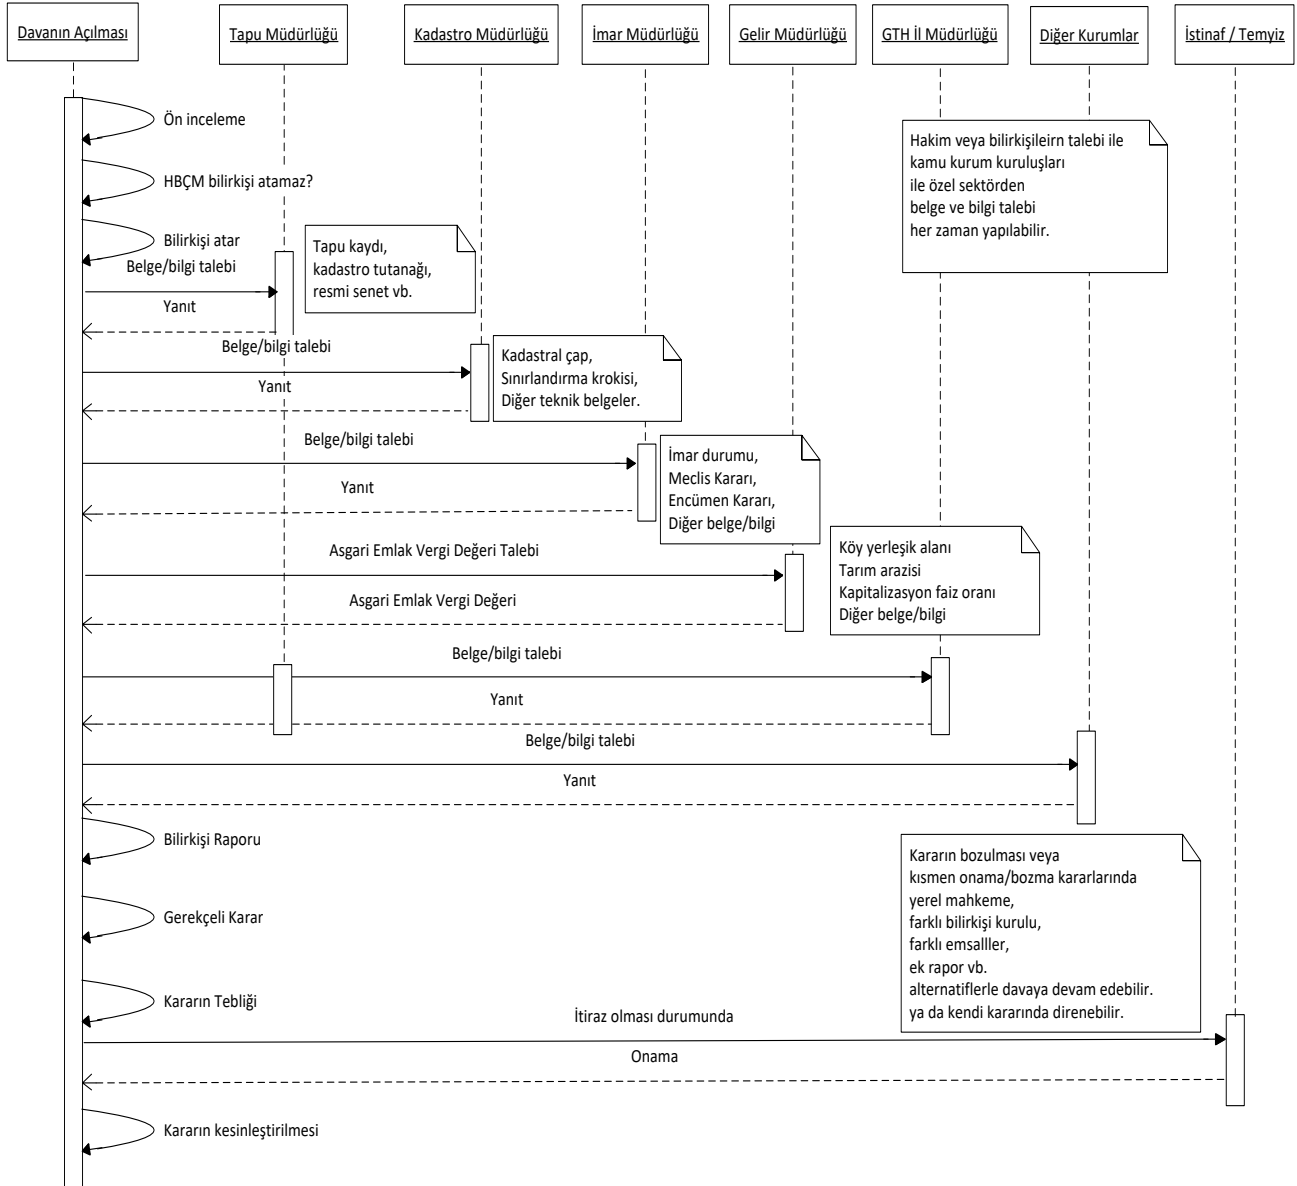 Davanın Açılması
Tapu Müdürlüğü
Kadastro Müdürlüğü
İmar Müdürlüğü
Gelir Müdürlüğü
GTH İl Müdürlüğü
Diğer Kurumlar
İstinaf / Temyiz
Ön inceleme
Hakim veya bilirkişileirn talebi ile
kamu kurum kuruluşları
ile özel sektörden
belge ve bilgi talebi
her zaman yapılabilir.
HBÇM bilirkişi atamaz?
Bilirkişi atar
Belge/bilgi talebi
Tapu kaydı,
kadastro tutanağı,
resmi senet vb.
Yanıt
Belge/bilgi talebi
Kadastral çap,
Sınırlandırma krokisi,
Diğer teknik belgeler.
Yanıt
Belge/bilgi talebi
İmar durumu,
Meclis Kararı,
Encümen Kararı,
Diğer belge/bilgi
Yanıt
Asgari Emlak Vergi Değeri Talebi
Köy yerleşik alanı
Tarım arazisi
Kapitalizasyon faiz oranı
Diğer belge/bilgi
Asgari Emlak Vergi Değeri
Belge/bilgi talebi
Yanıt
Belge/bilgi talebi
Yanıt
Bilirkişi Raporu
Kararın bozulması veya
kısmen onama/bozma kararlarında
yerel mahkeme,
farklı bilirkişi kurulu,
farklı emsalller,
ek rapor vb.
alternatiflerle davaya devam edebilir.
ya da kendi kararında direnebilir.
Gerekçeli Karar
Kararın Tebliği
İtiraz olması durumunda
Onama
Kararın kesinleştirilmesi